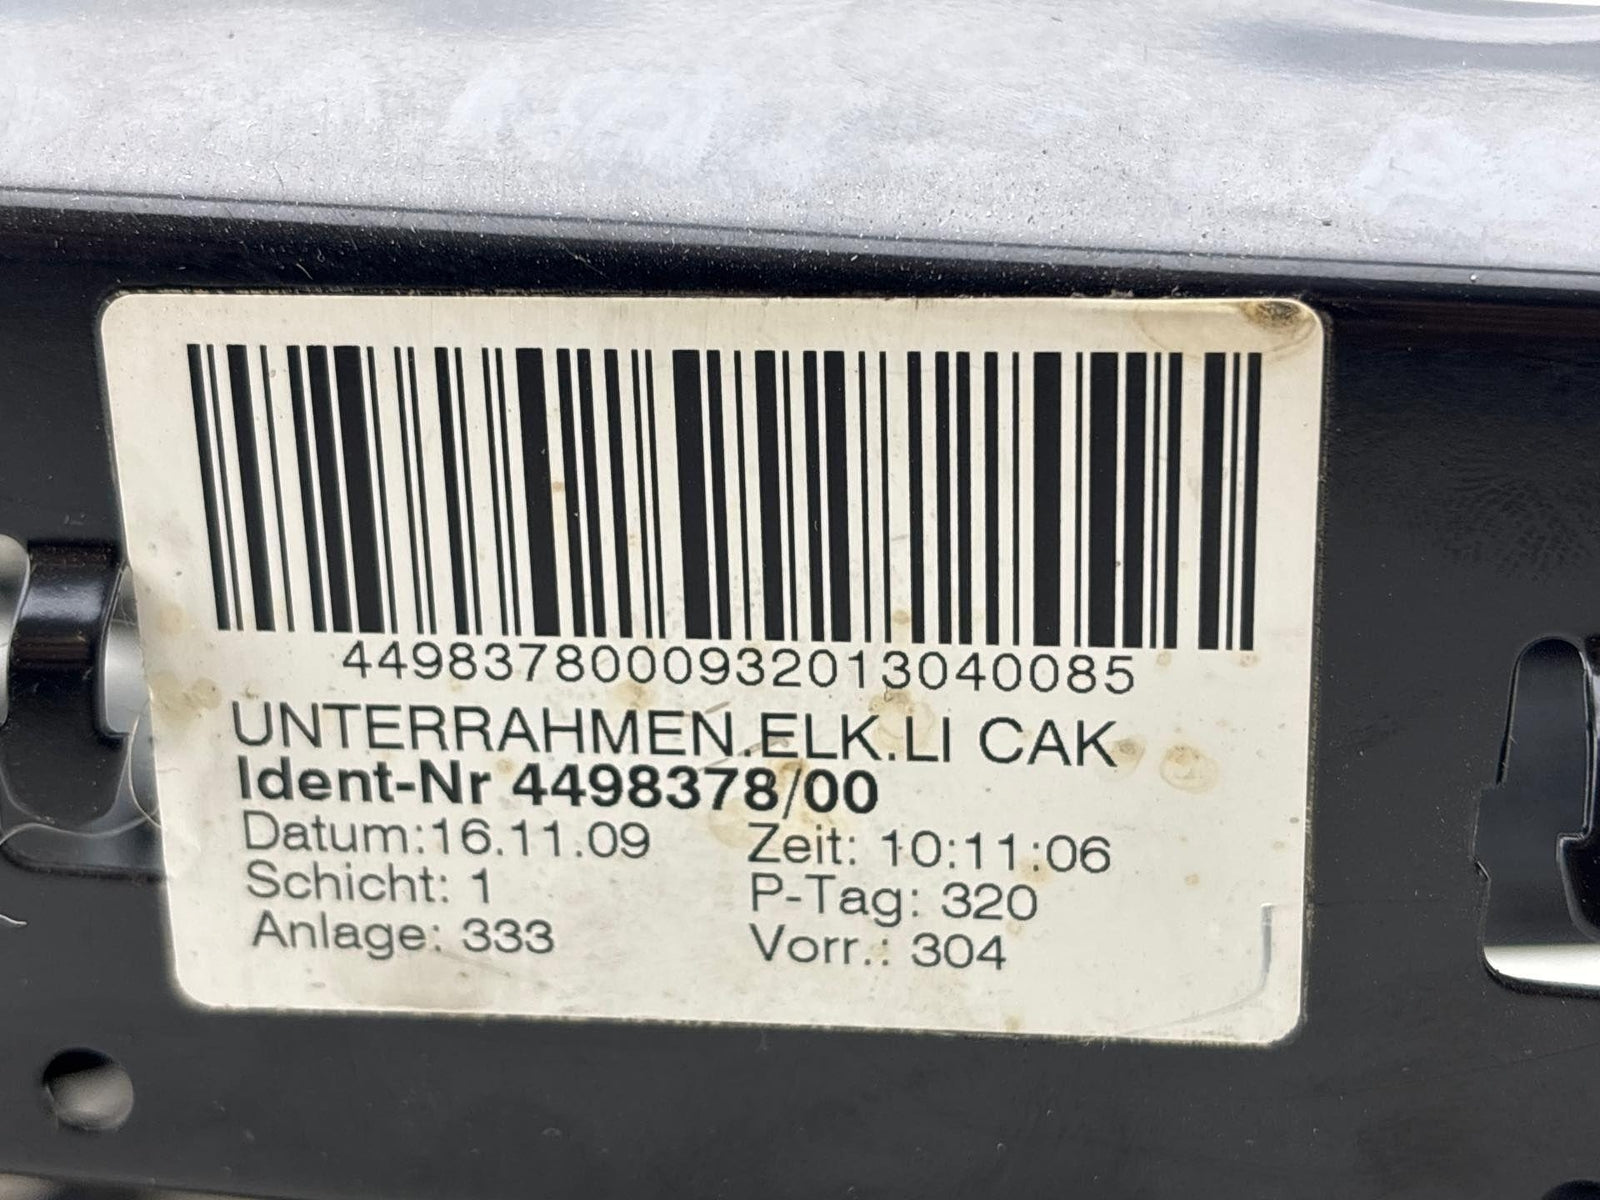 4498378000932013040085
UNTERRAHMEN.ELK.LI CAK
Ident-Nr 4498378/00
Datum:16.11.09 Zeit: 10:11:06
Schicht: 1 P-Tag: 320
Anlage: 333 Vorr.: 304